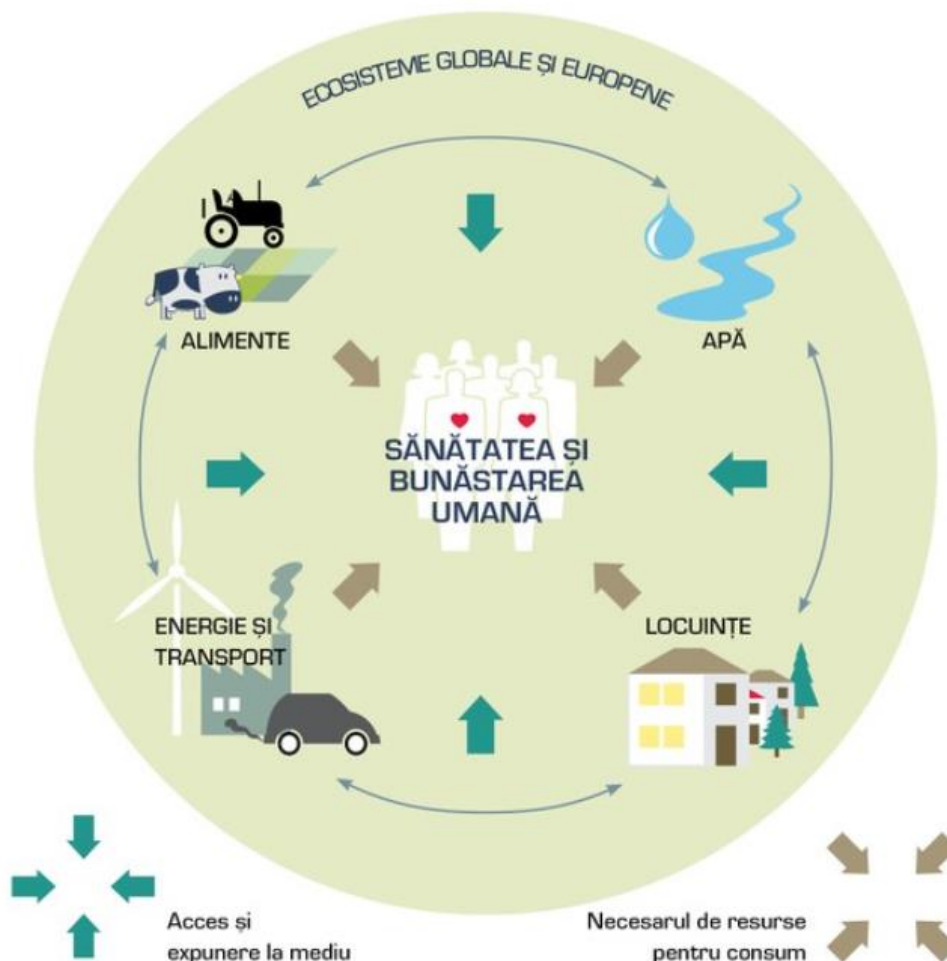 ECOSISTEME GLOBALE ȘI EUROPENE
ALIMENTE
APĂ
SĂNĂTATEA ȘI
BUNĂSTAREA
UMANĂ
ENERGIE ȘI
TRANSPORT
LOCUINȚE
Acces și
expunere la mediu
Necesarul de resurse
pentru consum